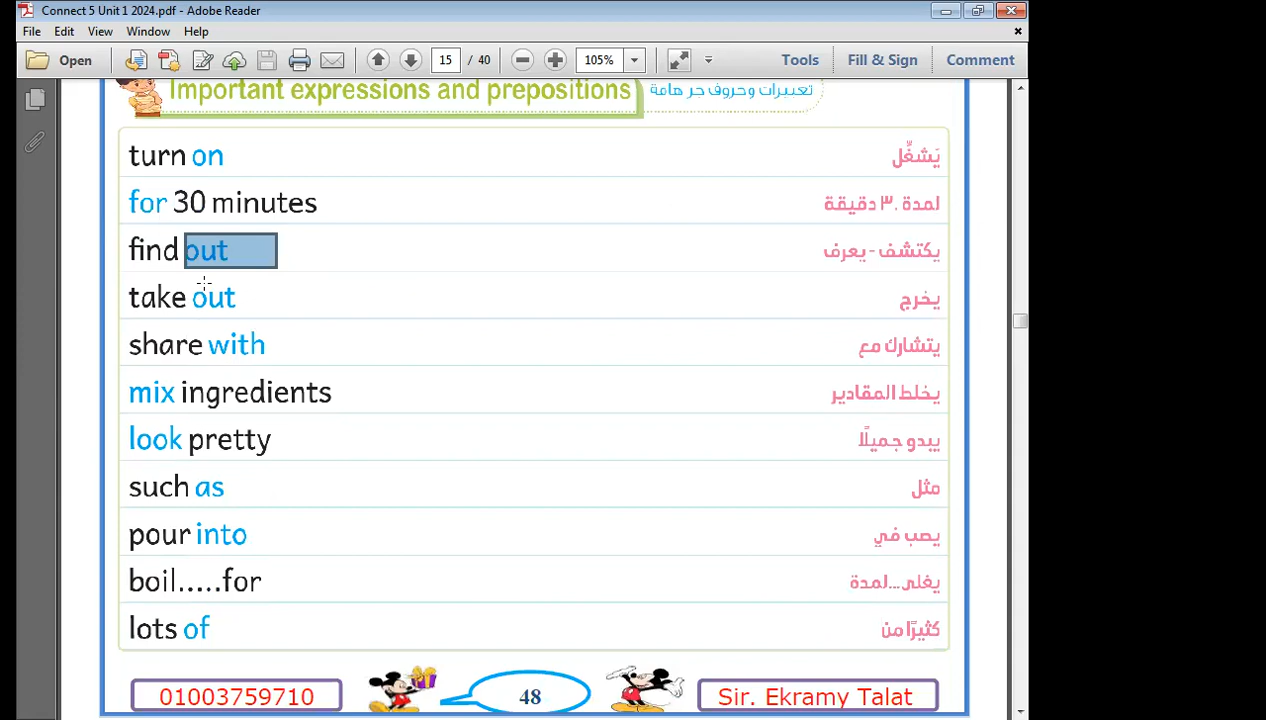 Connect 5 Unit 1 2024.pdf - Adobe Reader
File Edit View Window Help
Open 15 / 40 105% Tools Fill & Sign Comment
Important expressions and prepositions تعبيرات وحروف جر هامة
turn on يَشغِّل
for 30 minutes لمدة ٣٠ دقيقة
find out يكتشف - يعرف
take out يخرج
share with يتشارك مع
mix ingredients يخلط المقادير
look pretty يبدو جميلًا
such as مثل
pour into يصب في
boil.....for يغلى...لمدة
lots of كثيرًا من
01003759710 48 Sir. Ekramy Talat